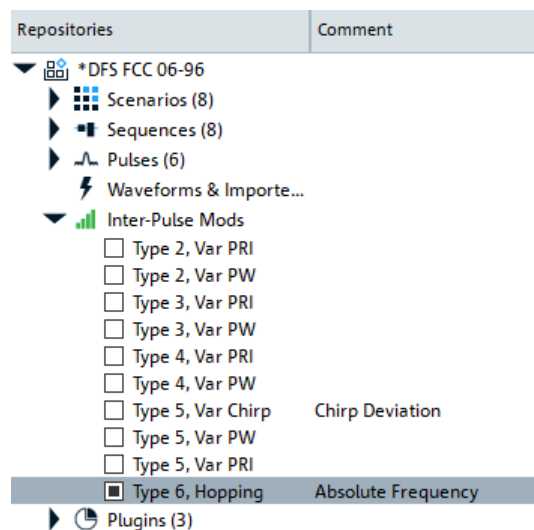 Repositories Comment
*DFS FCC 06-96
Scenarios (8)
Sequences (8)
Pulses (6)
Waveforms & Importe...
Inter-Pulse Mods
Type 2, Var PRI
Type 2, Var PW
Type 3, Var PRI
Type 3, Var PW
Type 4, Var PRI
Type 4, Var PW
Type 5, Var Chirp Chirp Deviation
Type 5, Var PW
Type 5, Var PRI
Type 6, Hopping Absolute Frequency
Plugins (3)